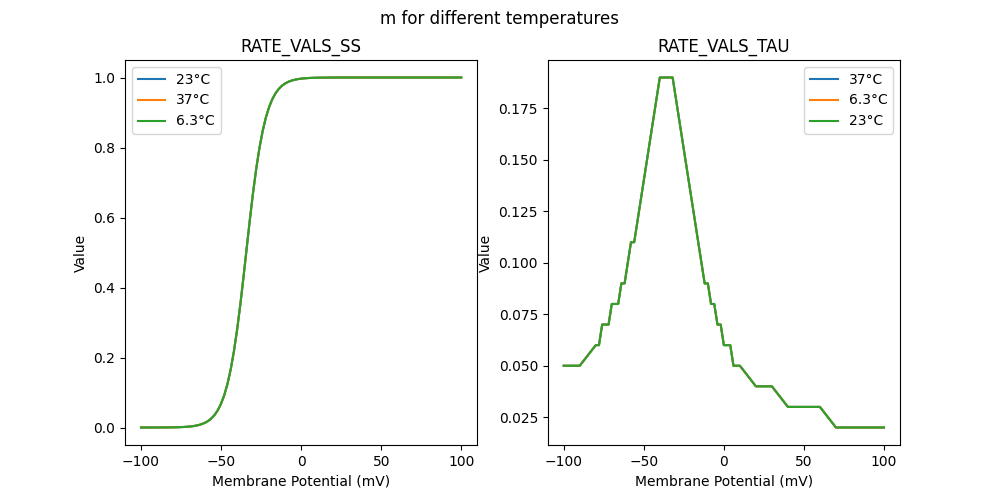 m for different temperatures
RATE_VALS_SS
RATE_VALS_TAU
1.0
0.8
0.6
0.4
0.2
0.0
Value
23°C
37°C
6.3°C
−100
−50
0
50
100
Membrane Potential (mV)
0.175
0.150
0.125
0.100
0.075
0.050
0.025
Value
37°C
6.3°C
23°C
−100
−50
0
50
100
Membrane Potential (mV)